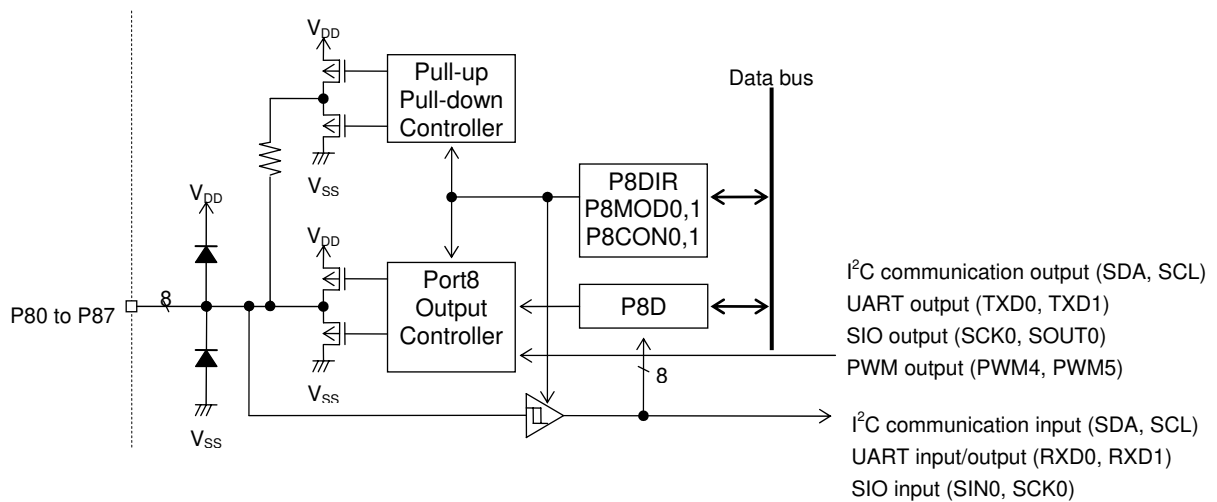 VDD
Pull-up
Pull-down
Controller
VSS
Data bus
P8DIR
P8MOD0,1
P8CON0,1
VDD
VDD
P80 to P87
8
Port8
Output
Controller
P8D
VSS
VSS
8
I²C communication output (SDA, SCL)
UART output (TXD0, TXD1)
SIO output (SCK0, SOUT0)
PWM output (PWM4, PWM5)
I²C communication input (SDA, SCL)
UART input/output (RXD0, RXD1)
SIO input (SIN0, SCK0)